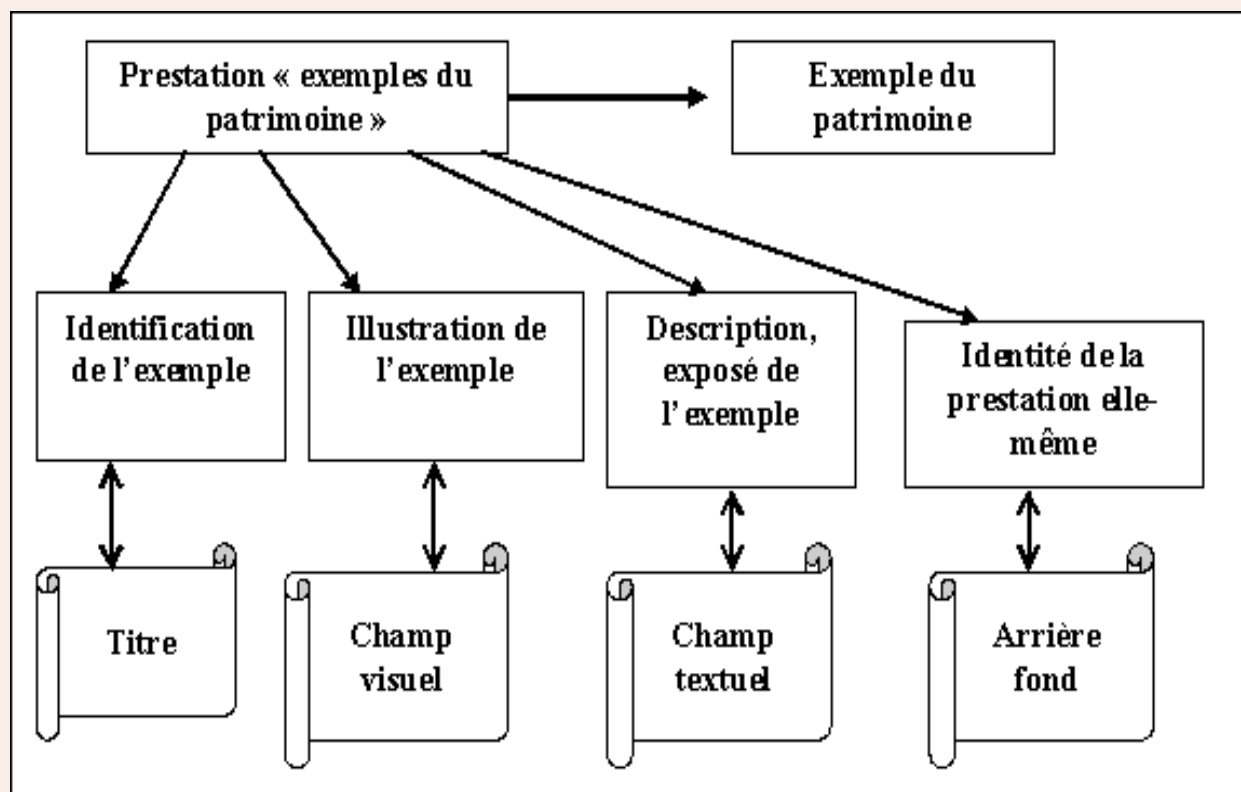 Prestation « exemples du
patrimoine »
Exemple du
patrimoine
Identification
de l'exemple
Illustration de
l'exemple
Description,
exposé de
l'exemple
Identité de la
prestation elle-
même
Titre
Champ
visuel
Champ
textuel
Arrière
fond